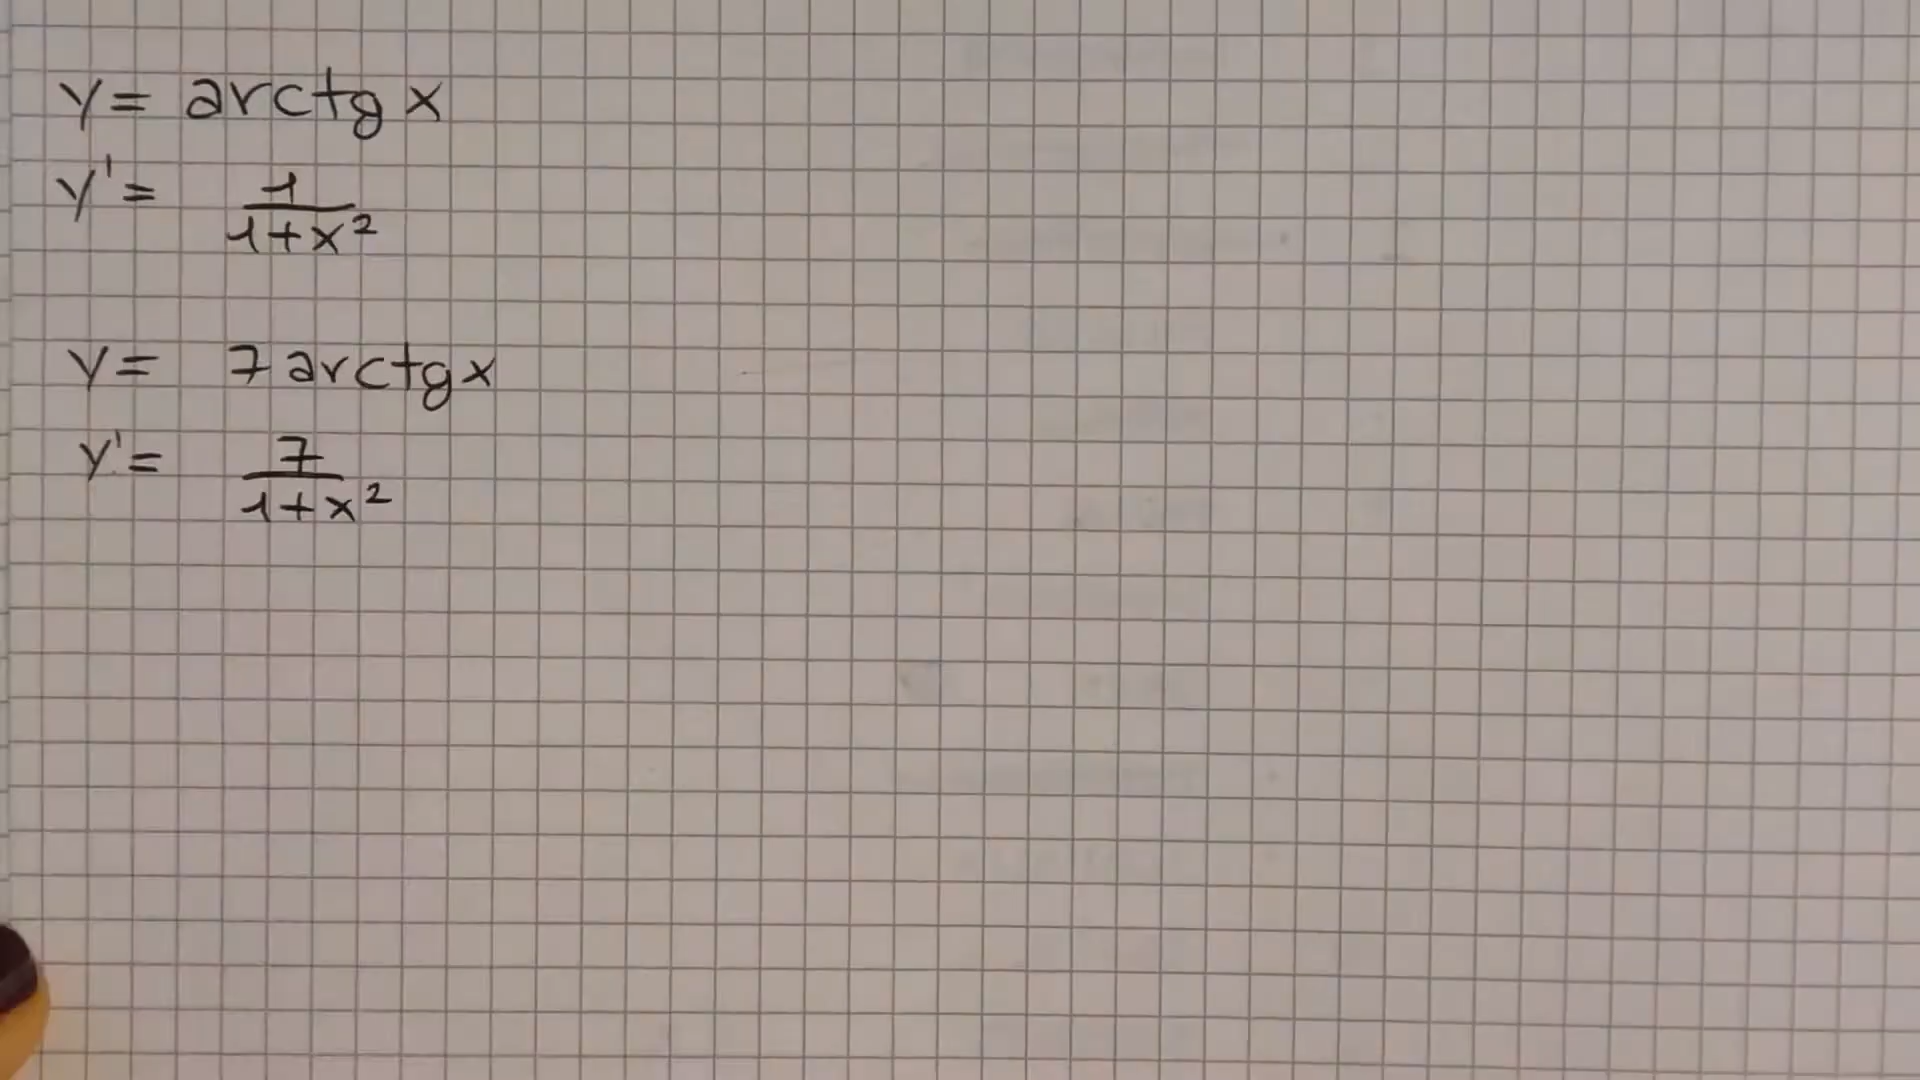 y = arctg x
y' = 1/(1+x²)
y = 7 arctg x
y' = 7/(1+x²)